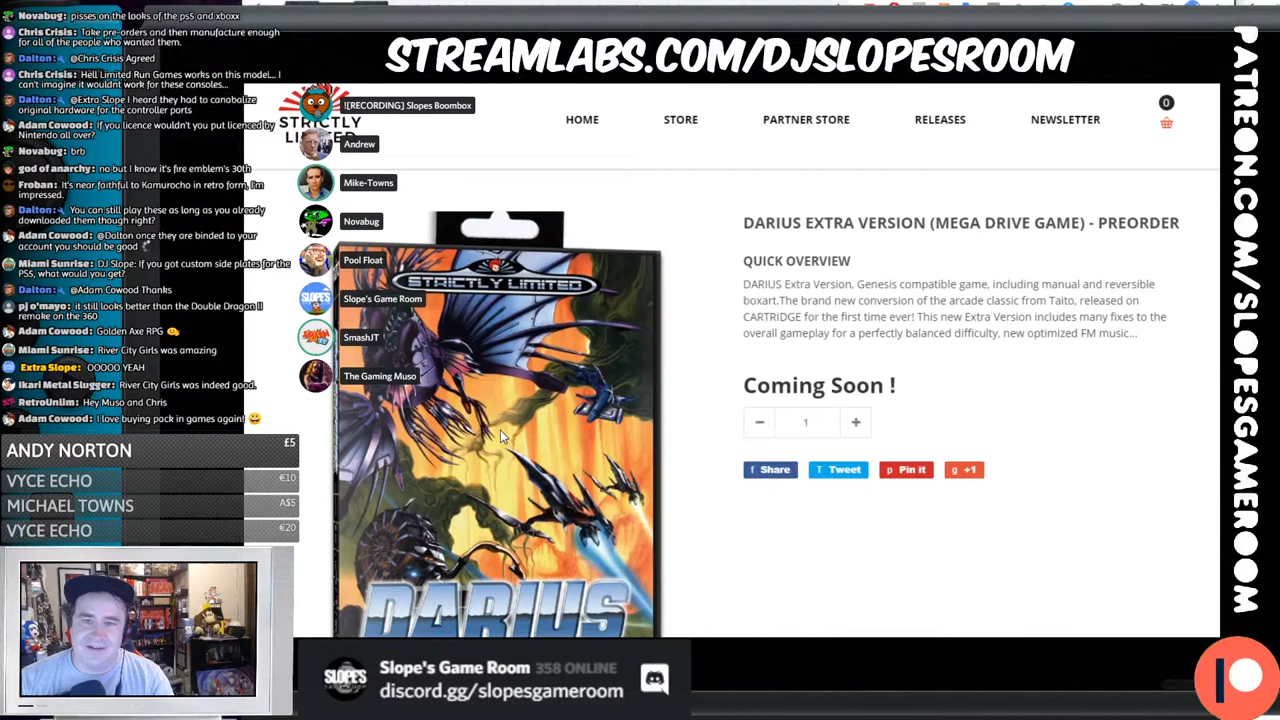 Novabug: pisses on the looks of the ps5 and xboxx
Chris Crisis: Take pre-orders and then manufacture enough
for all of the people who wanted them.
Dalton: @Chris Crisis Agreed
Chris Crisis: Hell Limited Run Games works on this model... I
can't imagine it wouldnt work for these consoles...
Dalton: @Extra Slope I heard they had to canabalize
original hardware for the controller ports
Adam Cowood: If you licence wouldn't you put licenced by
Nintendo all over?
Novabug: brb
god of anarchy: no but I know it's fire emblem's 30th
Froban: It's near faithful to Kamurocho in retro form, I'm
impressed.
Dalton: You can still play these as long as you already
downloaded them though right?
Adam Cowood: @Dalton once they are binded to your
account you should be good
Miami Sunrise: DJ Slope: If you got custom side plates for the
PS5, what would you get?
Dalton: @Adam Cowood Thanks
pj o'mayo: it still looks better than the Double Dragon II
remake on the 360
Adam Cowood: Golden Axe RPG
Miami Sunrise: River City Girls was amazing
Extra Slope: OOOOO YEAH
Ikari Metal Slugger: River City Girls was indeed good.
RetroUnlim: Hey Muso and Chris
Adam Cowood: I love buying pack in games again!
ANDY NORTON £5
VYCE ECHO €10
MICHAEL TOWNS A$5
VYCE ECHO €20
STREAMLABS.COM/DJSLOPESROOM
STRICTLY
![RECORDING] Slopes Boombox
Andrew
Mike-Towns
Novabug
Pool Float
Slope's Game Room
SmashJT
The Gaming Muso
HOME STORE PARTNER STORE RELEASES NEWSLETTER
0
STRICTLY LIMITED
DARIUS
DARIUS EXTRA VERSION (MEGA DRIVE GAME) - PREORDER
QUICK OVERVIEW
DARIUS Extra Version, Genesis compatible game, including manual and reversible
boxart.The brand new conversion of the arcade classic from Taito, released on
CARTRIDGE for the first time ever! This new Extra Version includes many fixes to the
overall gameplay for a perfectly balanced difficulty, new optimized FM music...
Coming Soon !
− 1 +
f Share T Tweet p Pin it g +1
SLOPE'S
Slope's Game Room 358 ONLINE
discord.gg/slopesgameroom
PATREON.COM/SLOPESGAMEROOM